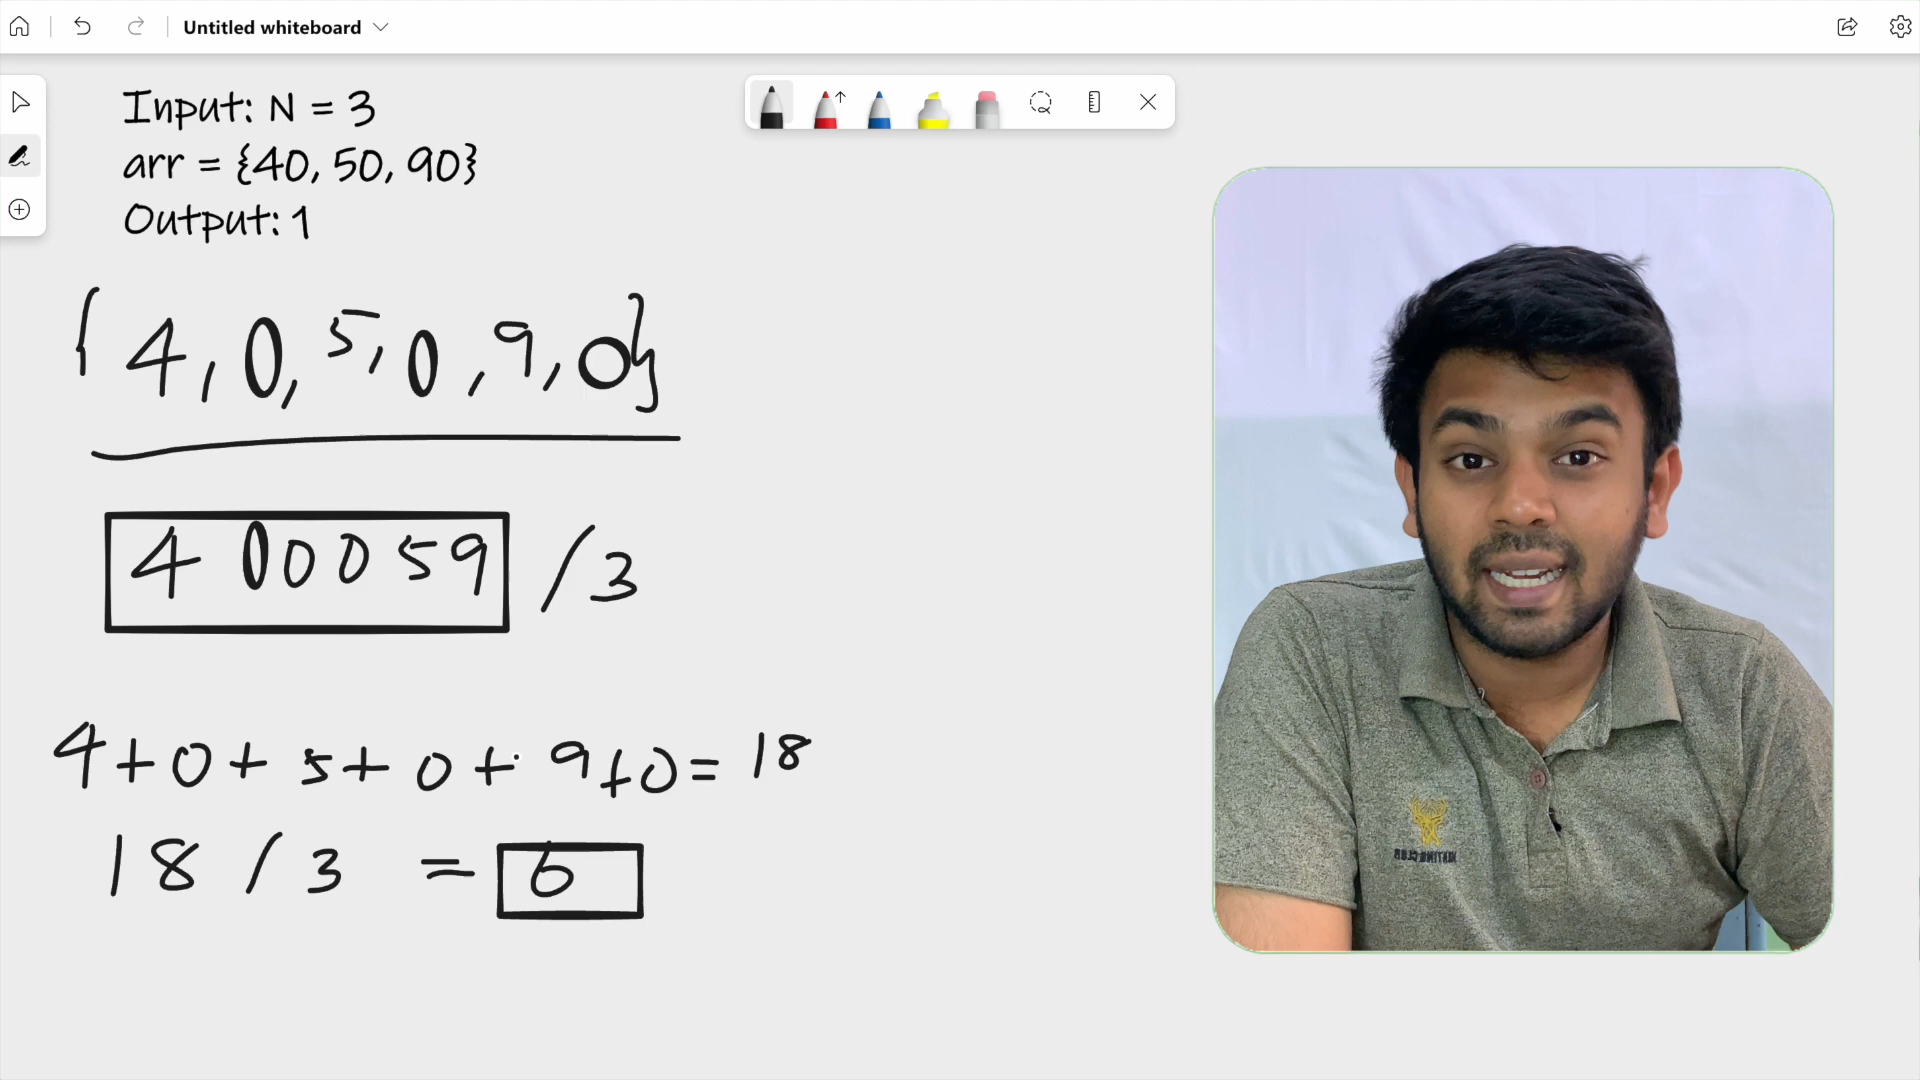 Untitled whiteboard
Input: N = 3
arr = {40, 50, 90}
Output: 1
{ 4, 0, 5, 0, 9, 0}
4 0 0 0 5 9 / 3
4 + 0 + 5 + 0 + 9 + 0 = 18
18 / 3 = 6